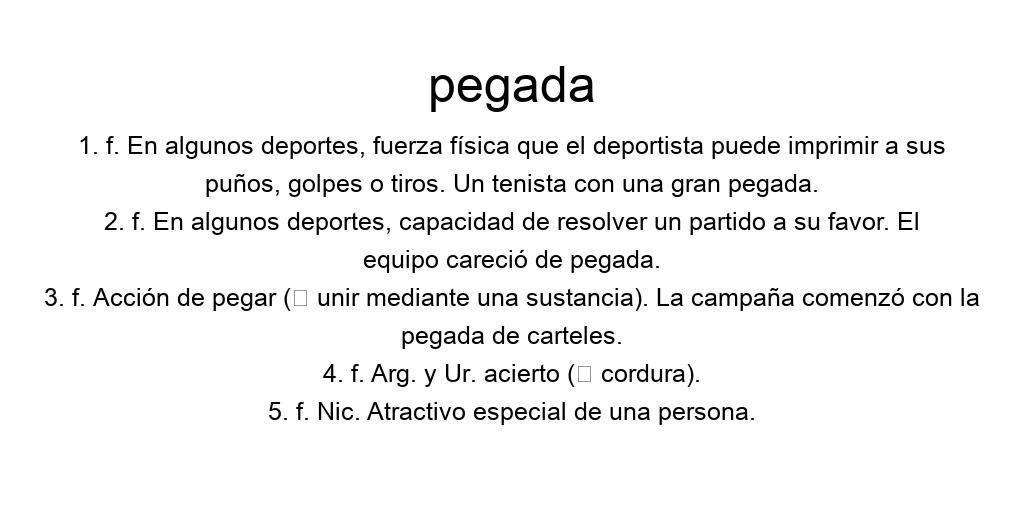 pegada
1. f. En algunos deportes, fuerza física que el deportista puede imprimir a sus
puños, golpes o tiros. Un tenista con una gran pegada.
2. f. En algunos deportes, capacidad de resolver un partido a su favor. El
equipo careció de pegada.
3. f. Acción de pegar (▯ unir mediante una sustancia). La campaña comenzó con la
pegada de carteles.
4. f. Arg. y Ur. acierto (▯ cordura).
5. f. Nic. Atractivo especial de una persona.